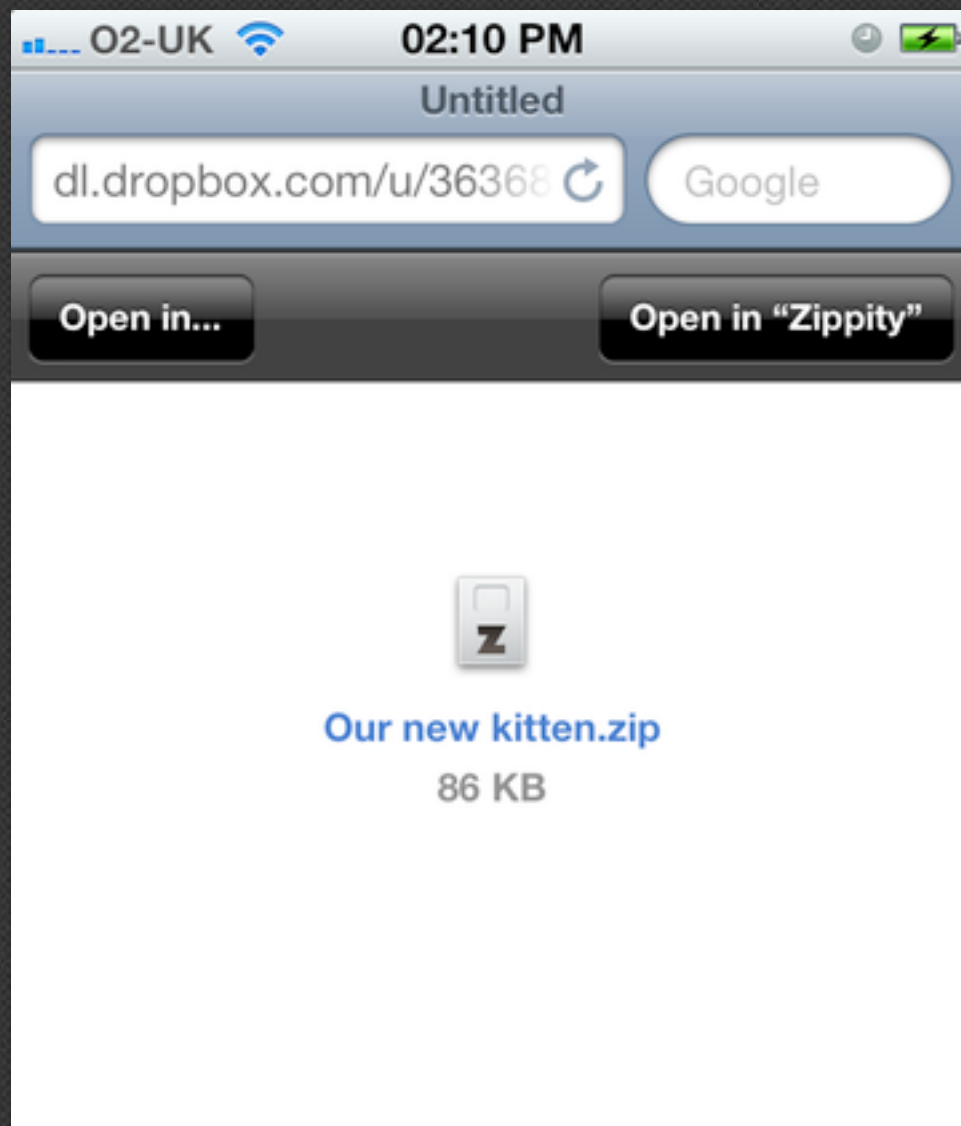 O2-UK 02:10 PM
Untitled
dl.dropbox.com/u/36368 Google
Open in... Open in “Zippity”
Z
Our new kitten.zip
86 KB